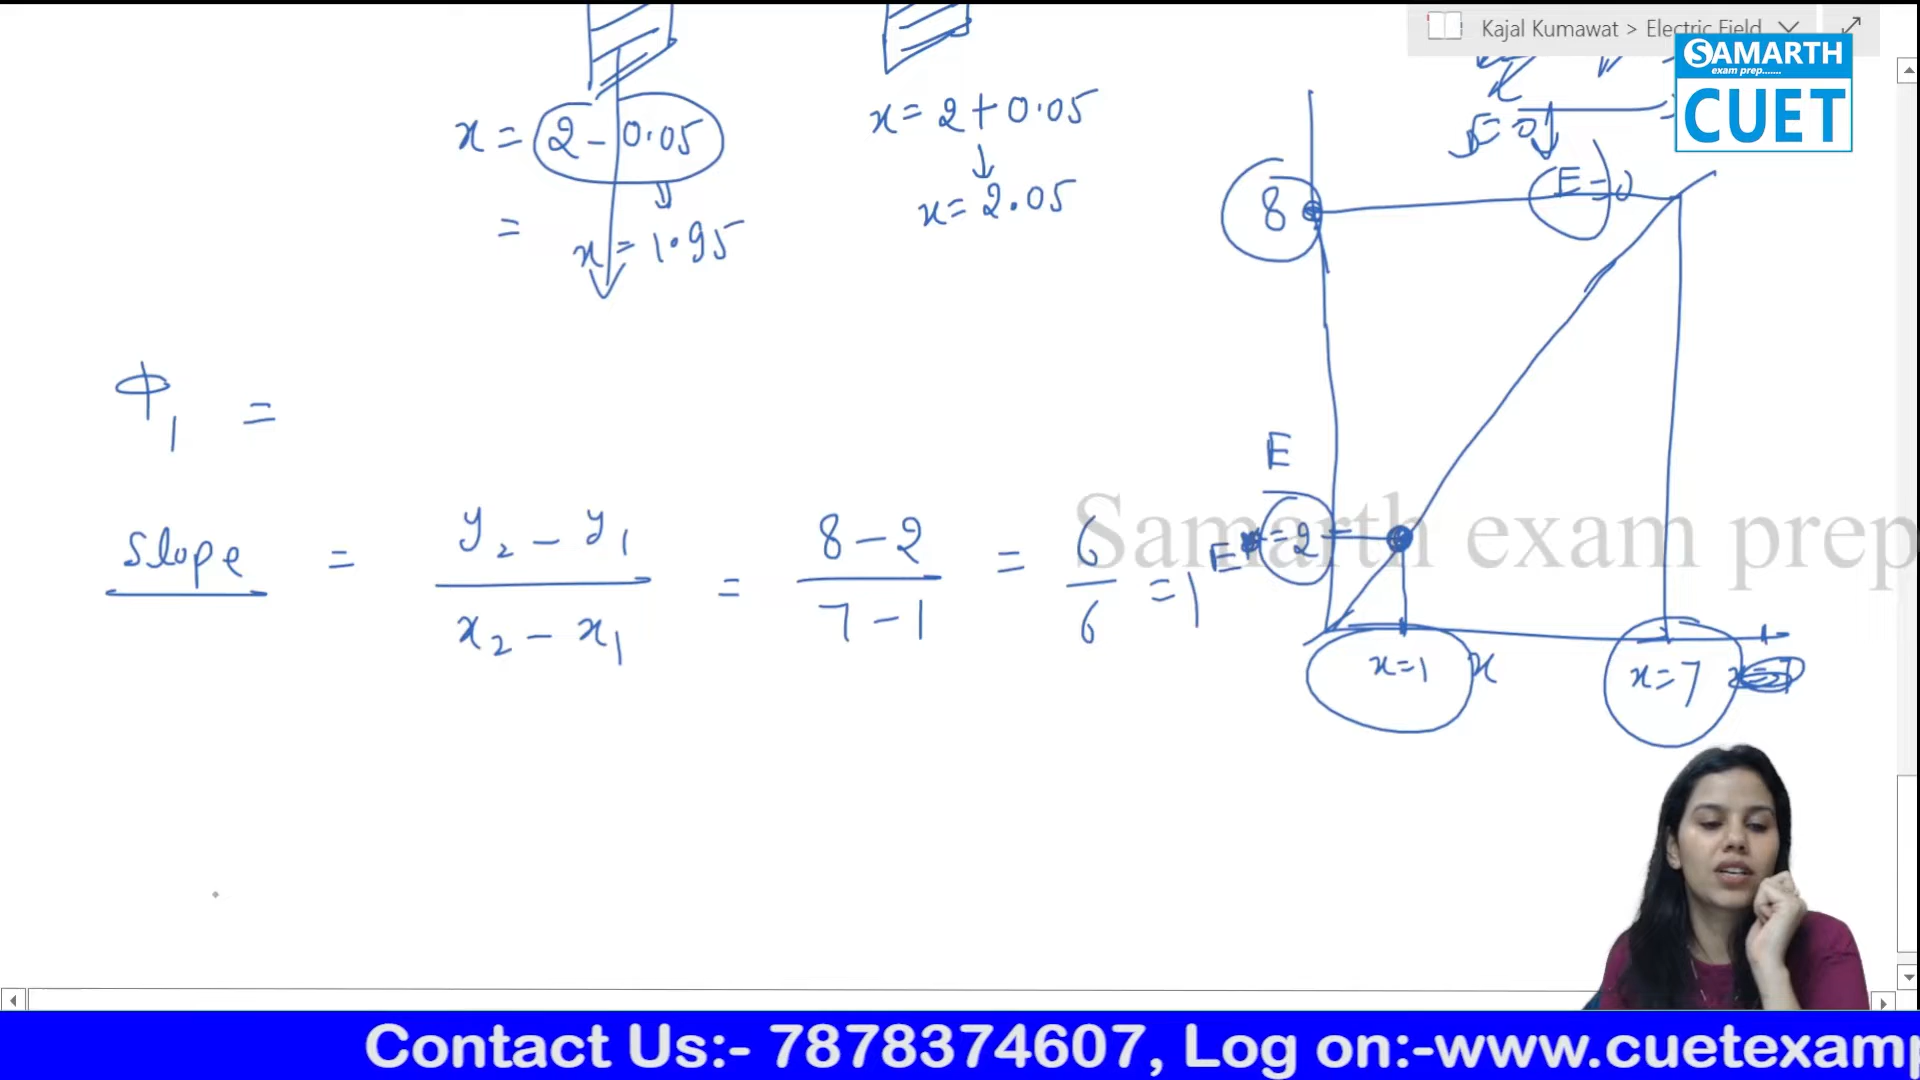 Kajal Kumawat > Electric Field
SAMARTH
exam prep.......
CUET
x = 2 - 0.05
= x = 1.95
x = 2 + 0.05
x = 2.05
E = 0
8
Φ1 =
slope = y2 - y1 / x2 - x1 = 8 - 2 / 7 - 1 = 6 / 6 = 1
E
E = 2
x = 1
x
x = 7
Samarth exam prep
Contact Us:- 7878374607, Log on:-www.cuetexamp